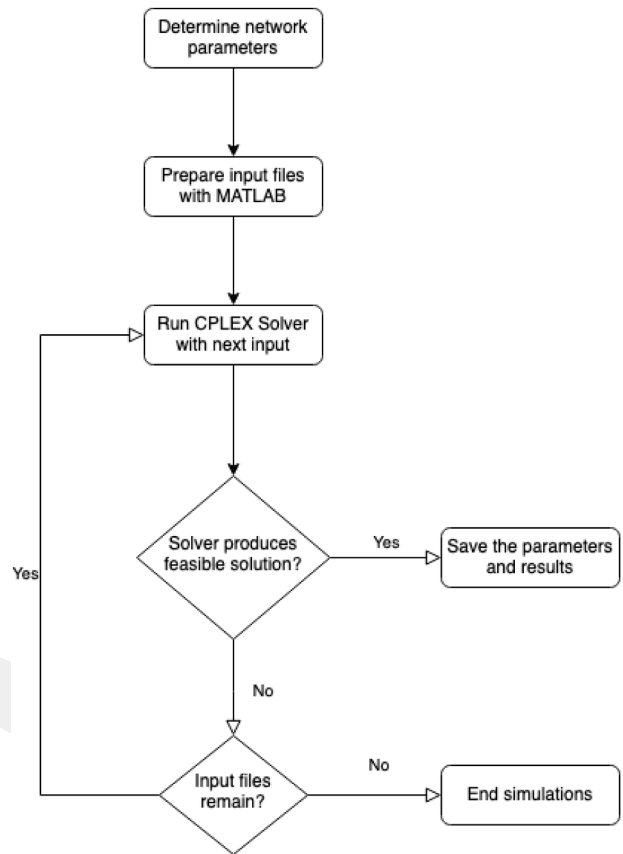 Determine network
parameters
Prepare input files
with MATLAB
Run CPLEX Solver
with next input
Solver produces
feasible solution?
Yes
Save the parameters
and results
Yes
No
Input files
remain?
No
End simulations